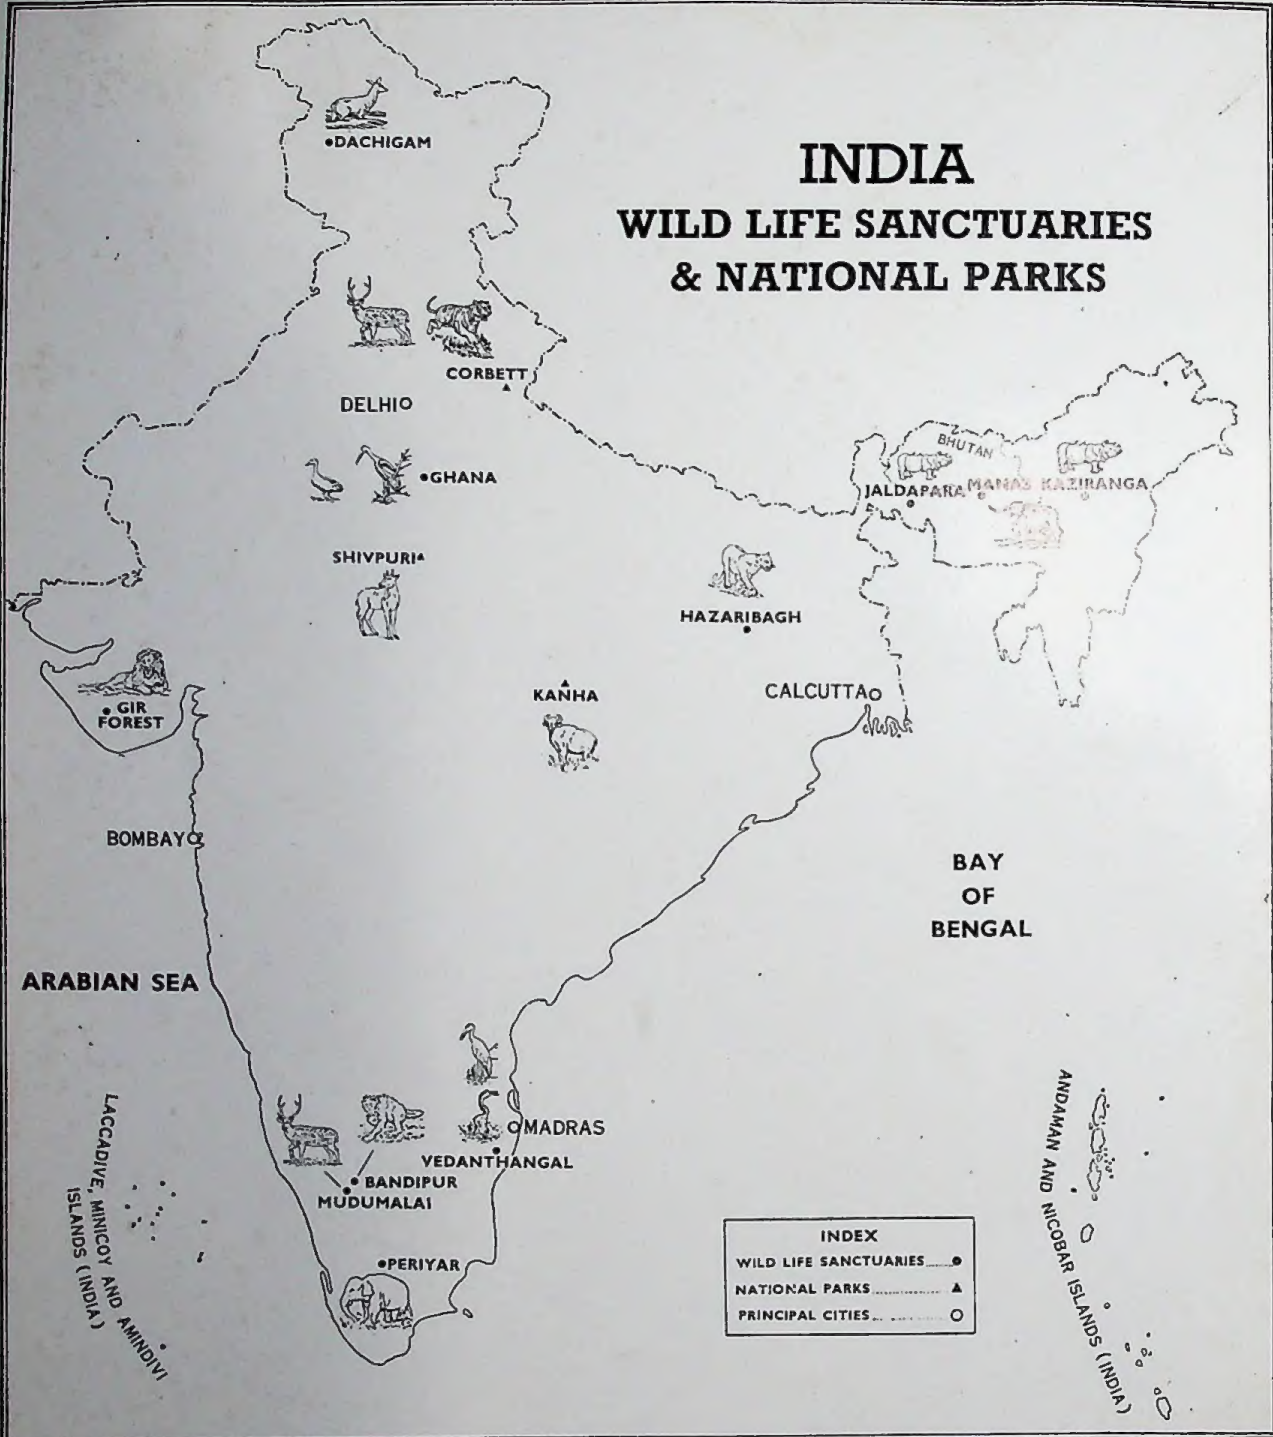 INDIA
WILD LIFE SANCTUARIES
& NATIONAL PARKS
DACHIGAM
CORBETT
DELHI
GHANA
BHUTAN
JALDAPARA
MANAS
KAZIRANGA
SHIVPURI
HAZARIBAGH
GIR
FOREST
KANHA
CALCUTTA
BOMBAY
BAY
OF
BENGAL
ARABIAN SEA
MADRAS
VEDANTHANGAL
BANDIPUR
MUDUMALAI
PERIYAR
LACCADIVE, MINICOY AND AMINDIVI
ISLANDS (INDIA)
ANDAMAN AND NICOBAR ISLANDS (INDIA)
INDEX
WILD LIFE SANCTUARIES
NATIONAL PARKS
PRINCIPAL CITIES